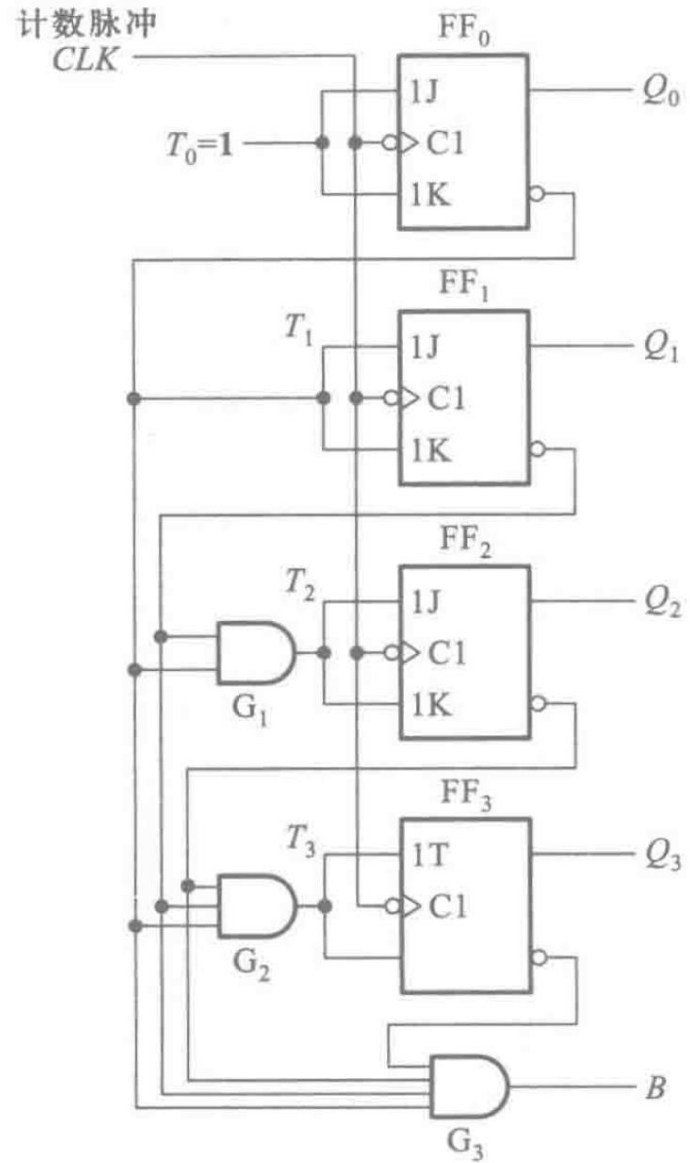 计数脉冲
CLK
FF₀
1J
Q₀
T₀=1
C1
1K
FF₁
T₁
1J
Q₁
C1
1K
FF₂
T₂
1J
Q₂
C1
G₁
1K
FF₃
T₃
1T
Q₃
C1
G₂
B
G₃